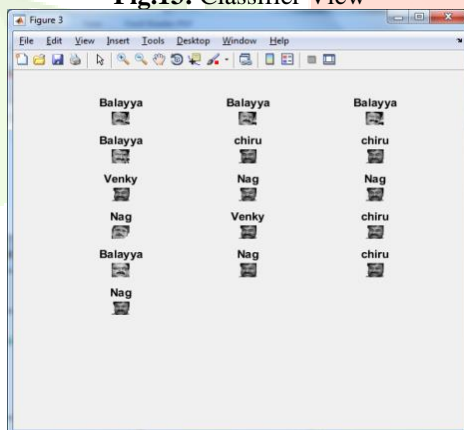 Fig.15. Classifier View
Figure 3
File Edit View Insert Tools Desktop Window Help
Balayya Balayya Balayya
Balayya chiru chiru
Venky Nag Nag
Nag Venky chiru
Balayya Nag chiru
Nag